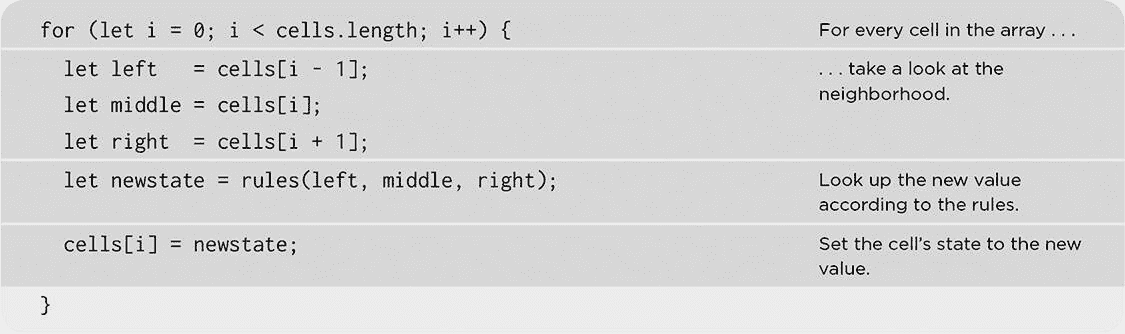 for (let i = 0; i < cells.length; i++) {
For every cell in the array . . .
let left   = cells[i - 1];
let middle = cells[i];
let right  = cells[i + 1];
. . . take a look at the
neighborhood.
let newstate = rules(left, middle, right);
Look up the new value
according to the rules.
cells[i] = newstate;
Set the cell’s state to the new
value.
}